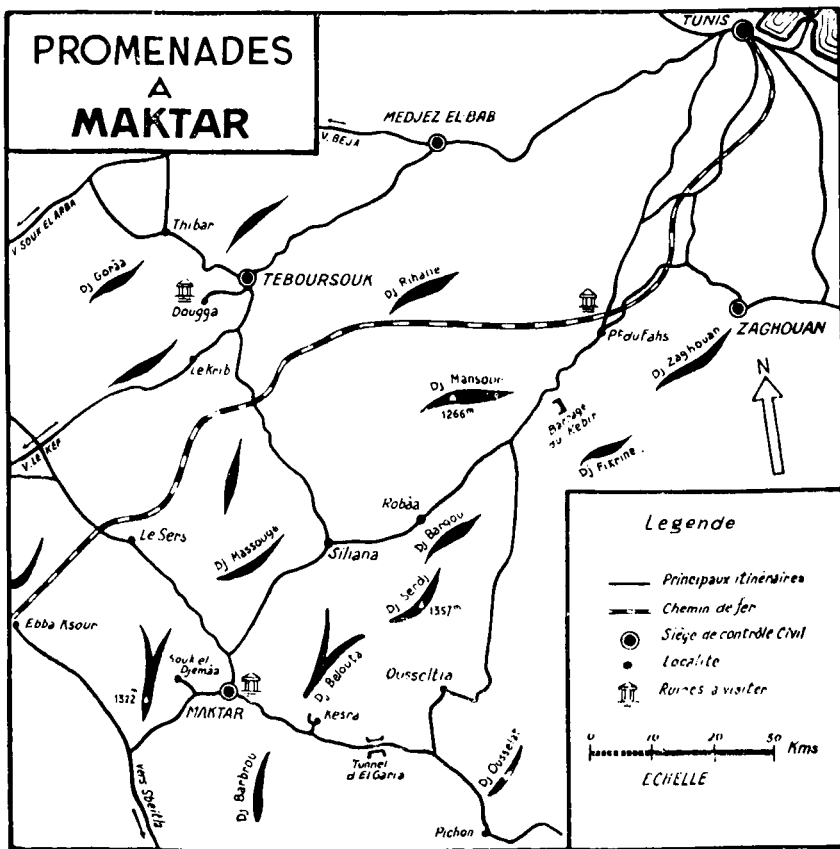 PROMENADES
A
MAKTAR
TUNIS
MEDJEZ EL BAB
V. BEJA
V. SOUK EL ARBA
Thibar
Dj Gorâa
TEBOURSOUK
Dougga
Dj Rihane
Pt du Fahs
ZAGHOUAN
Dj Zaghouan
Le Krib
Dj Mansour
1266m
Barrage
du Kebir
N
Dj Fikrine
V. LE KEF
Robâa
Dj Bargou
Le Sers
Dj Massouge
Siliana
Dj Serdj
1357m
Ebba Ksour
Souk el
Djemâa
1322
Dj Balouta
Ousseltia
MAKTAR
Kesra
Tunnel
d El Garia
Dj Ousselat
vers Sbeitla
Dj Barbrou
Pichon
Legende
Principaux itinéraires
Chemin de fer
Siège de contrôle Civil
Localité
Ruines à visiter
0 10 20 30 Kms
ECHELLE